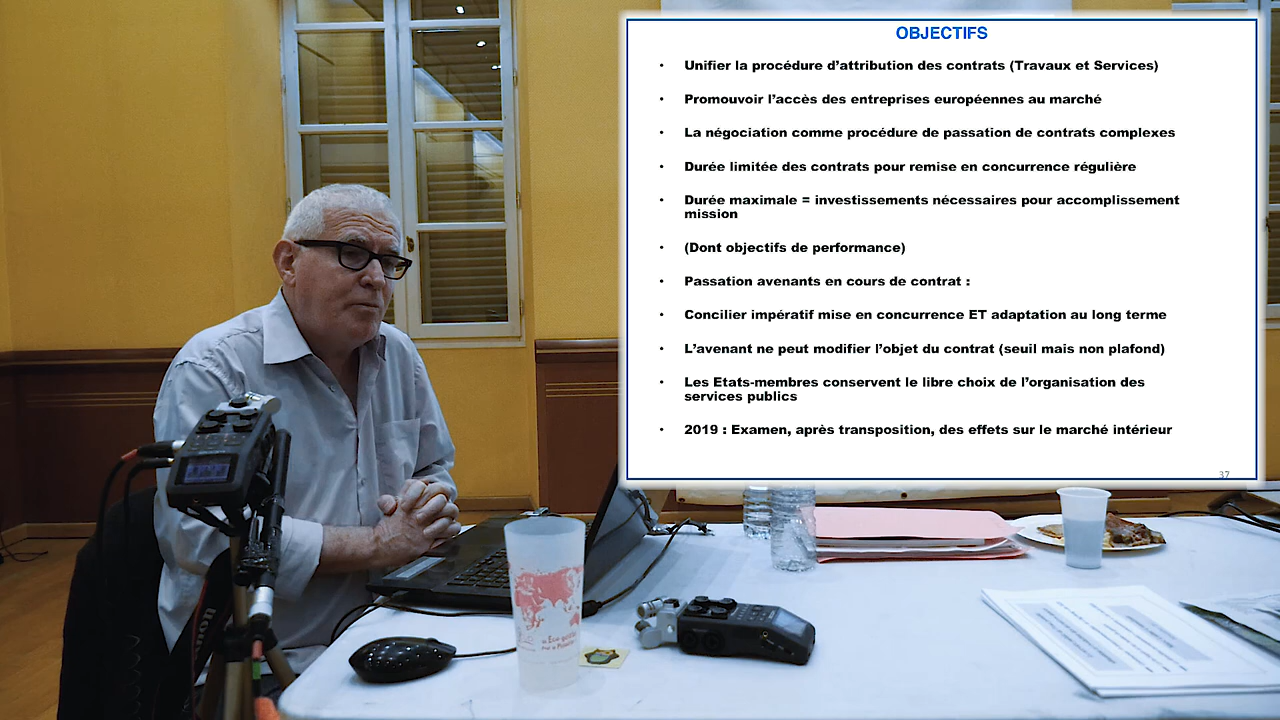 OBJECTIFS
• Unifier la procédure d’attribution des contrats (Travaux et Services)
• Promouvoir l’accès des entreprises européennes au marché
• La négociation comme procédure de passation de contrats complexes
• Durée limitée des contrats pour remise en concurrence régulière
• Durée maximale = investissements nécessaires pour accomplissement
mission
• (Dont objectifs de performance)
• Passation avenants en cours de contrat :
• Concilier impératif mise en concurrence ET adaptation au long terme
• L’avenant ne peut modifier l’objet du contrat (seuil mais non plafond)
• Les Etats-membres conservent le libre choix de l’organisation des
services publics
• 2019 : Examen, après transposition, des effets sur le marché intérieur
37